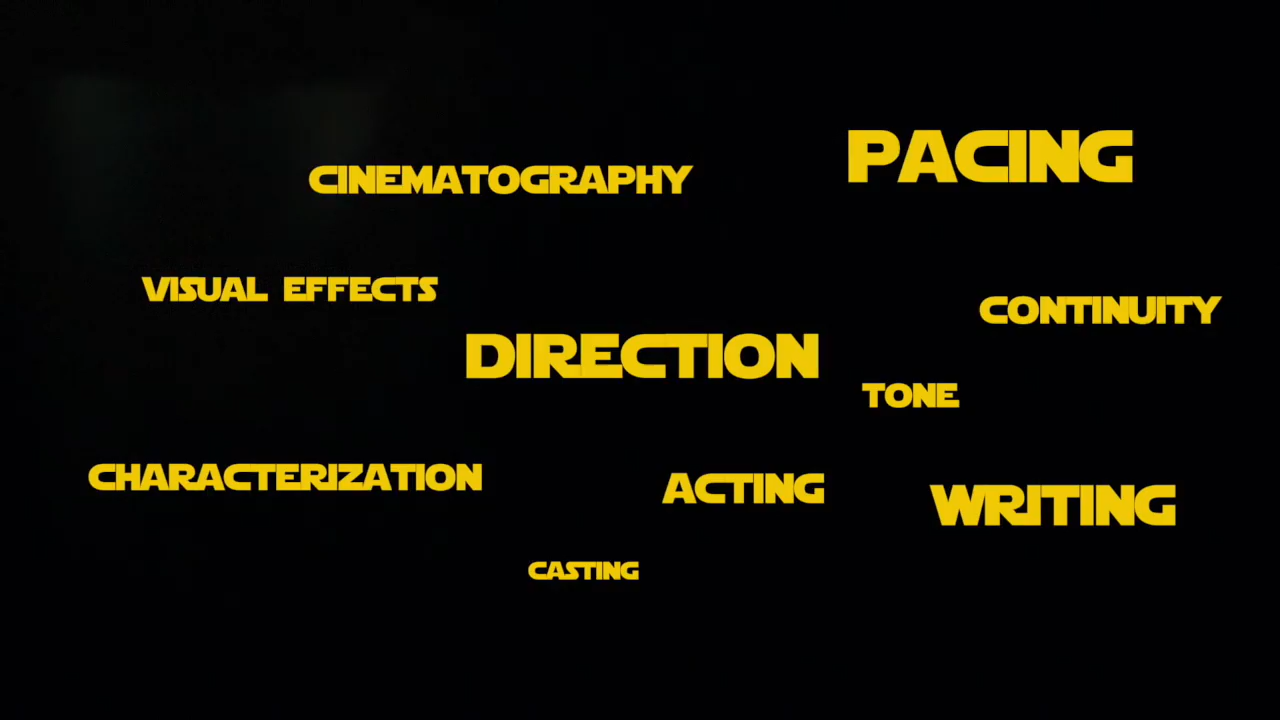 PACING
CINEMATOGRAPHY
VISUAL EFFECTS
CONTINUITY
DIRECTION
TONE
CHARACTERIZATION
ACTING
WRITING
CASTING